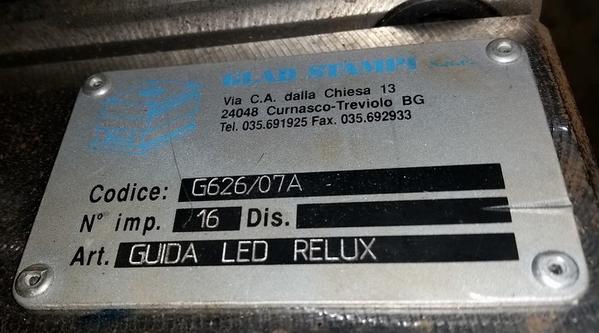 GLAB STAMPI s.n.c.
Via C.A. dalla Chiesa 13
24048 Curnasco-Treviolo BG
Tel. 035.691925 Fax. 035.692933
Codice: G626/07A
N° imp. 16 Dis.
Art. GUIDA LED RELUX